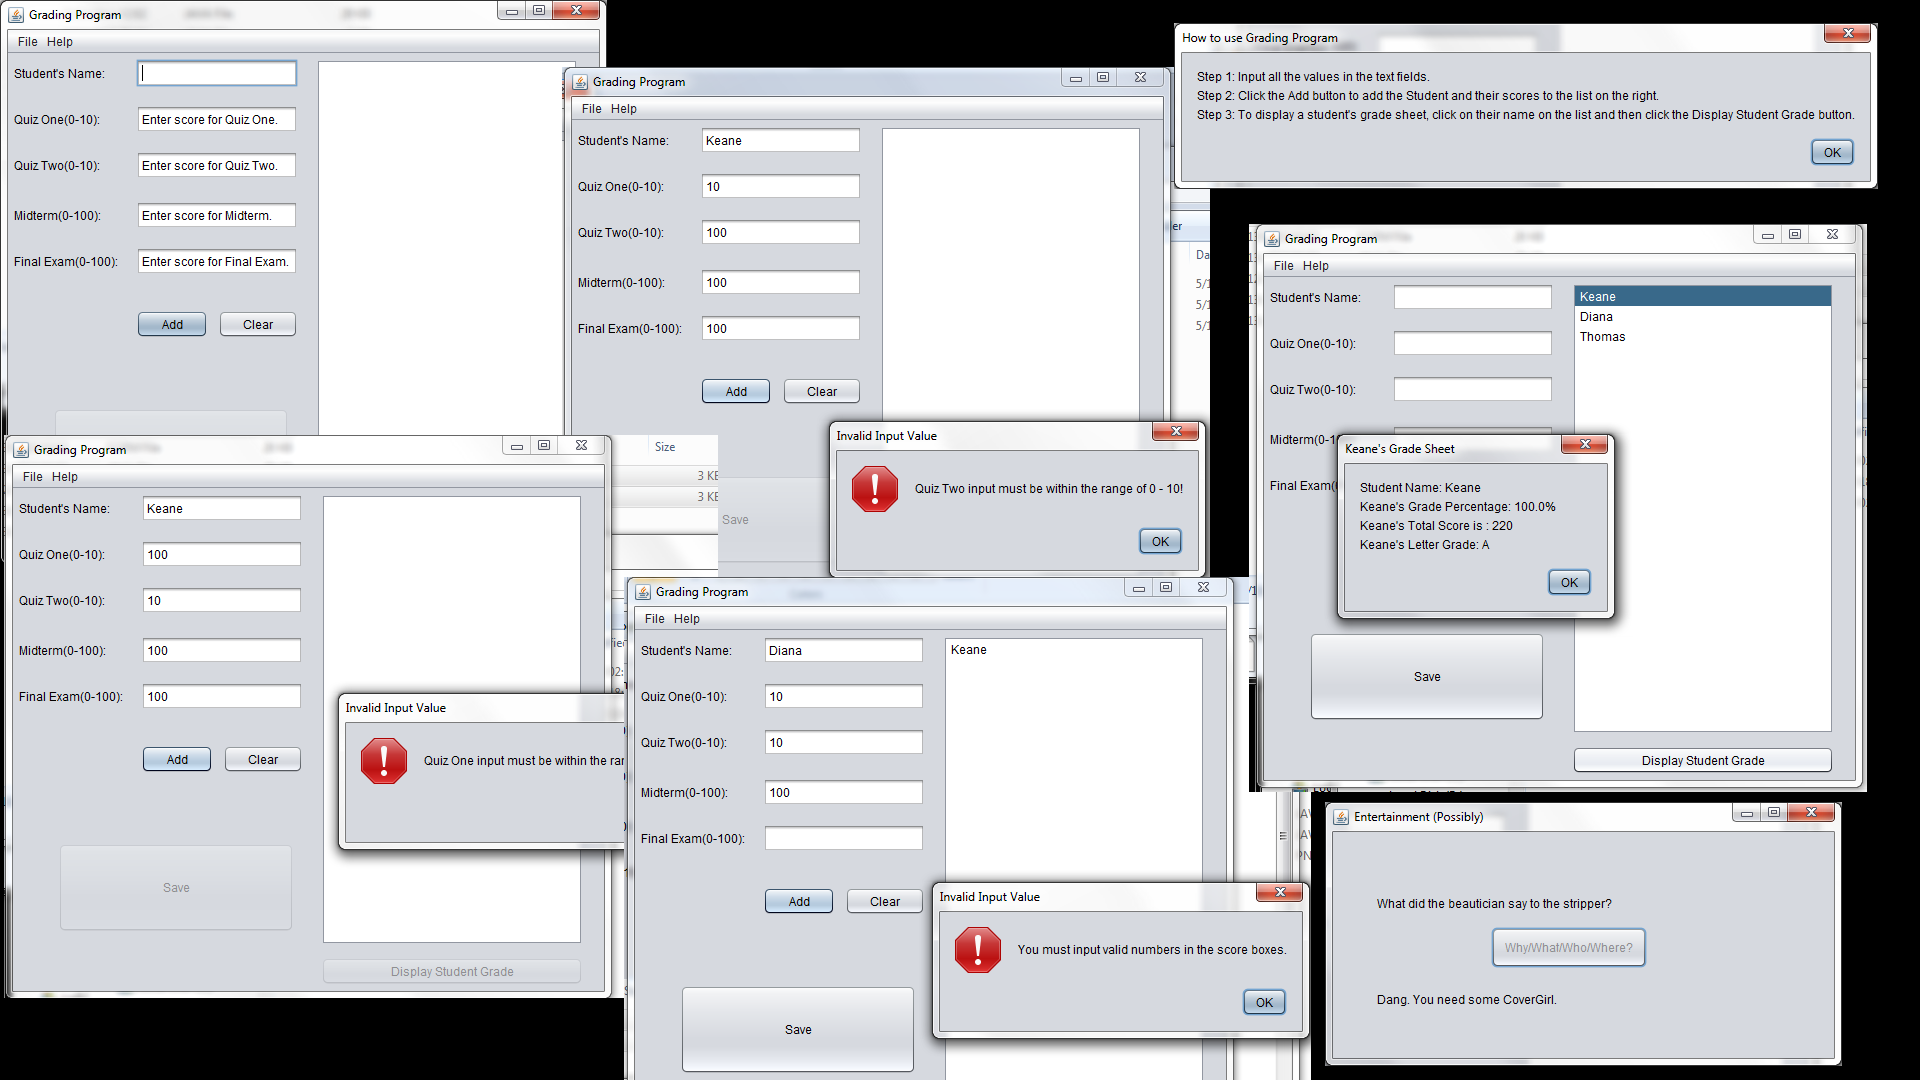 Grading Program
File Help
Student's Name:
Quiz One(0-10): Enter score for Quiz One.
Quiz Two(0-10): Enter score for Quiz Two.
Midterm(0-100): Enter score for Midterm.
Final Exam(0-100): Enter score for Final Exam.
Add Clear
Grading Program
File Help
Student's Name: Keane
Quiz One(0-10): 10
Quiz Two(0-10): 100
Midterm(0-100): 100
Final Exam(0-100): 100
Add Clear
Save
Invalid Input Value
Quiz Two input must be within the range of 0 - 10!
OK
How to use Grading Program
Step 1: Input all the values in the text fields.
Step 2: Click the Add button to add the Student and their scores to the list on the right.
Step 3: To display a student's grade sheet, click on their name on the list and then click the Display Student Grade button.
OK
Grading Program
File Help
Student's Name:
Quiz One(0-10):
Quiz Two(0-10):
Midterm(0-1
Final Exam(
Keane
Diana
Thomas
Save
Display Student Grade
Keane's Grade Sheet
Student Name: Keane
Keane's Grade Percentage: 100.0%
Keane's Total Score is : 220
Keane's Letter Grade: A
OK
Size
3 KE
3 KE
Grading Program
File Help
Student's Name: Keane
Quiz One(0-10): 100
Quiz Two(0-10): 10
Midterm(0-100): 100
Final Exam(0-100): 100
Add Clear
Save
Display Student Grade
Invalid Input Value
Quiz One input must be within the rar
Grading Program
File Help
Student's Name: Diana
Quiz One(0-10): 10
Quiz Two(0-10): 10
Midterm(0-100): 100
Final Exam(0-100):
Keane
Add Clear
Save
Invalid Input Value
You must input valid numbers in the score boxes.
OK
Entertainment (Possibly)
What did the beautician say to the stripper?
Why/What/Who/Where?
Dang. You need some CoverGirl.